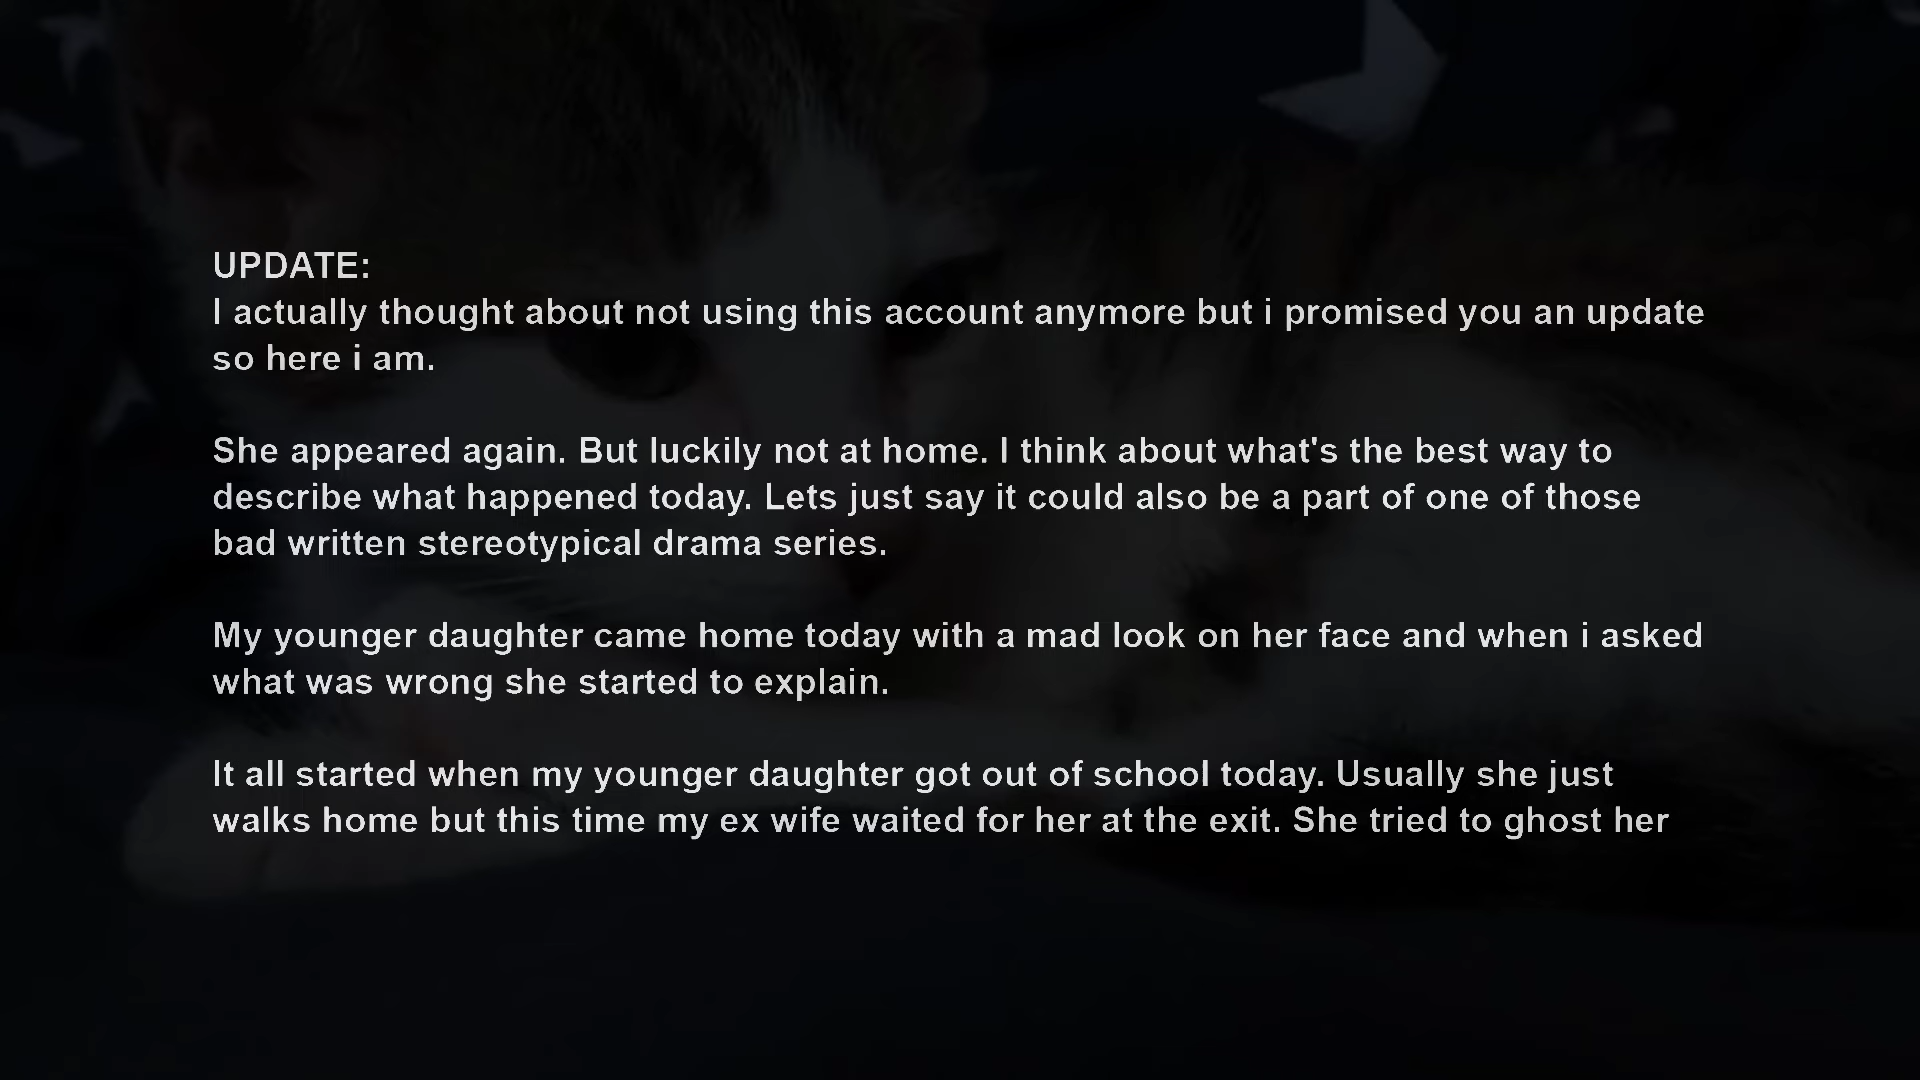 UPDATE:
I actually thought about not using this account anymore but i promised you an update
so here i am.
She appeared again. But luckily not at home. I think about what's the best way to
describe what happened today. Lets just say it could also be a part of one of those
bad written stereotypical drama series.
My younger daughter came home today with a mad look on her face and when i asked
what was wrong she started to explain.
It all started when my younger daughter got out of school today. Usually she just
walks home but this time my ex wife waited for her at the exit. She tried to ghost her